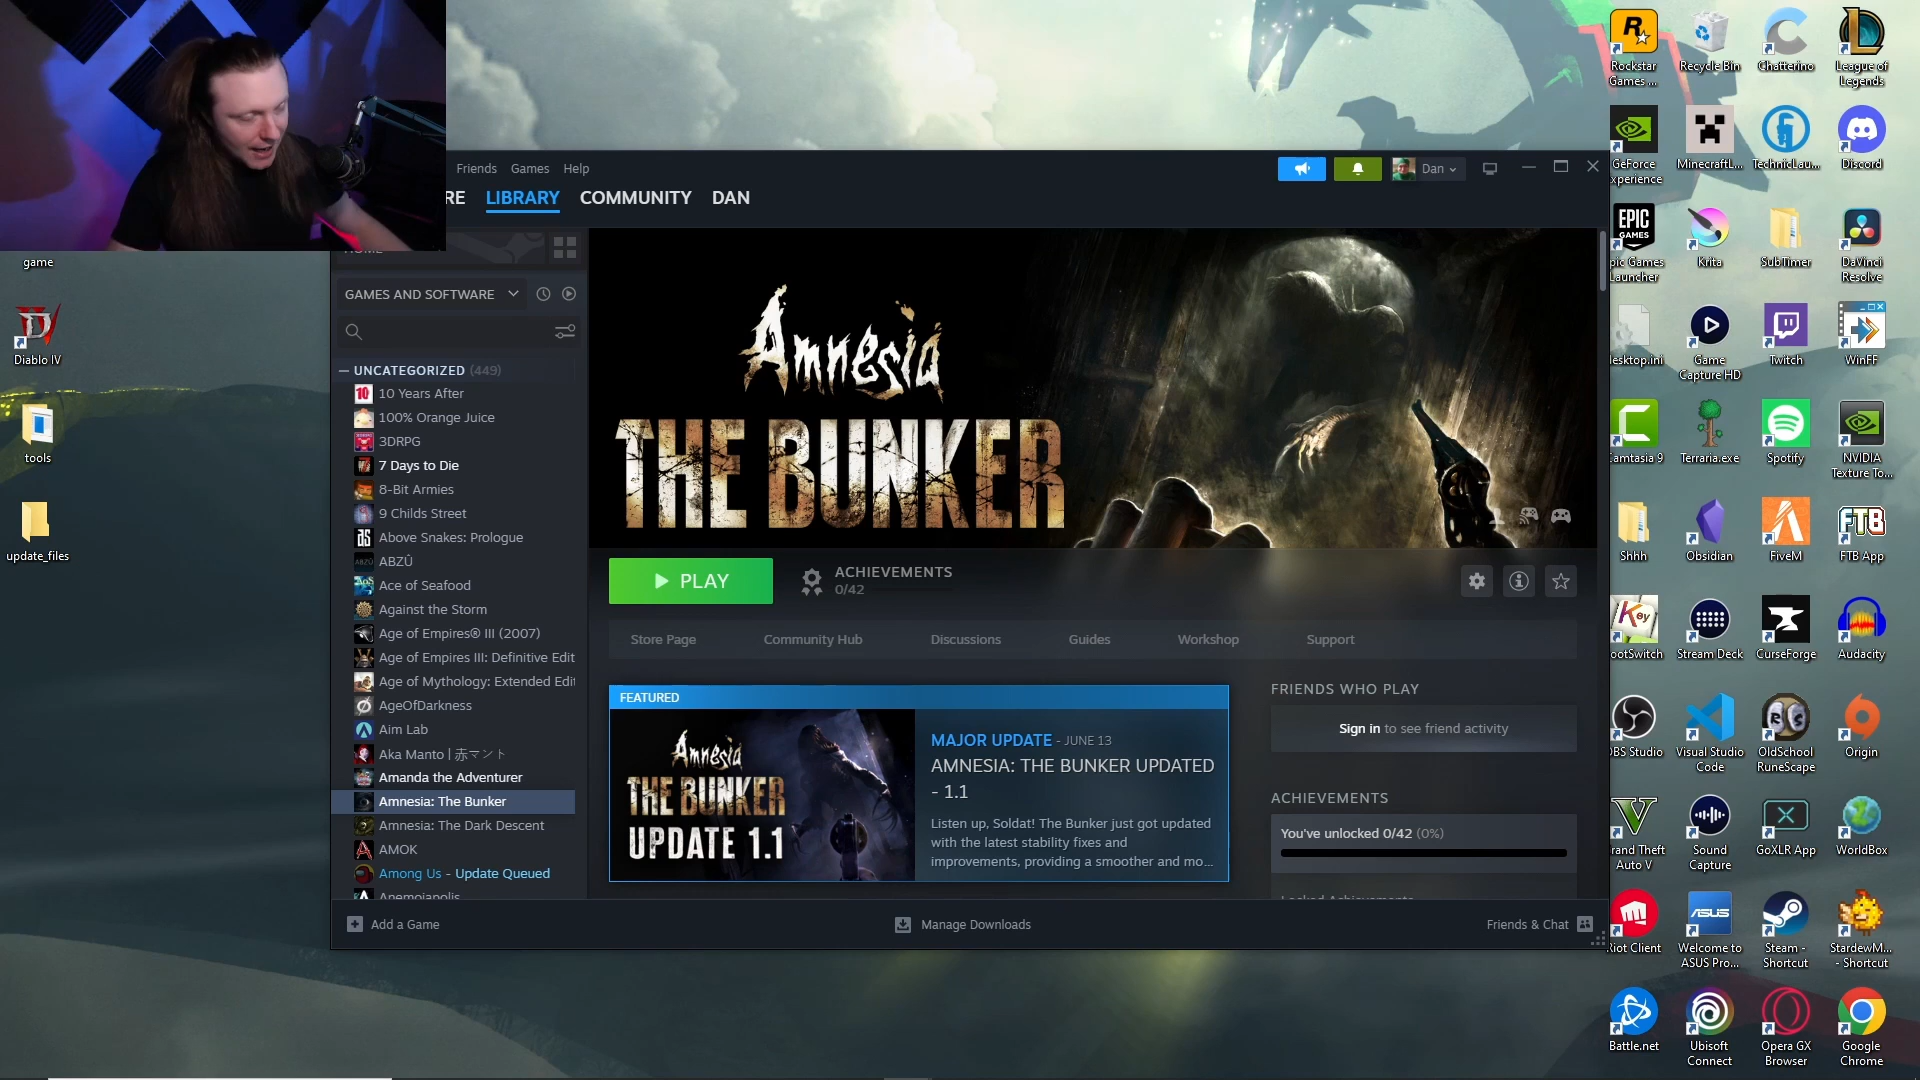 Friends Games Help
Dan
RE LIBRARY COMMUNITY DAN
GAMES AND SOFTWARE
UNCATEGORIZED (449)
10 Years After
100% Orange Juice
3DRPG
7 Days to Die
8-Bit Armies
9 Childs Street
Above Snakes: Prologue
ABZÛ
Ace of Seafood
Against the Storm
Age of Empires® III (2007)
Age of Empires III: Definitive Edit
Age of Mythology: Extended Edit
AgeOfDarkness
Aim Lab
Aka Manto | 赤マント
Amanda the Adventurer
Amnesia: The Bunker
Amnesia: The Dark Descent
AMOK
Among Us - Update Queued
Anemoiapolis
Add a Game
Amnesia
THE BUNKER
PLAY
ACHIEVEMENTS
0/42
Store Page Community Hub Discussions Guides Workshop Support
FEATURED
Amnesia
THE BUNKER
UPDATE 1.1
MAJOR UPDATE - JUNE 13
AMNESIA: THE BUNKER UPDATED
- 1.1
Listen up, Soldat! The Bunker just got updated
with the latest stability fixes and
improvements, providing a smoother and mo...
FRIENDS WHO PLAY
Sign in to see friend activity
ACHIEVEMENTS
You've unlocked 0/42 (0%)
Manage Downloads
Friends & Chat
game
Diablo IV
tools
update_files
Rockstar
Games ...
Recycle Bin
Chatterino
League of
Legends
GeForce
xperience
MinecraftL...
TechnicLau...
Discord
EPIC
GAMES
pic Games
Launcher
Krita
SubTimer
DaVinci
Resolve
desktop.ini
Game
Capture HD
Twitch
WinFF
amtasia 9
Terraria.exe
Spotify
NVIDIA
Texture To...
Shhh
Obsidian
FiveM
FTB
FTB App
Key
ootSwitch
Stream Deck
CurseForge
Audacity
OBS Studio
Visual Studio
Code
OldSchool
RuneScape
Origin
rand Theft
Auto V
Sound
Capture
GoXLR App
WorldBox
Riot Client
ASUS
Welcome to
ASUS Pro...
Steam -
Shortcut
StardewM...
- Shortcut
Battle.net
Ubisoft
Connect
Opera GX
Browser
Google
Chrome